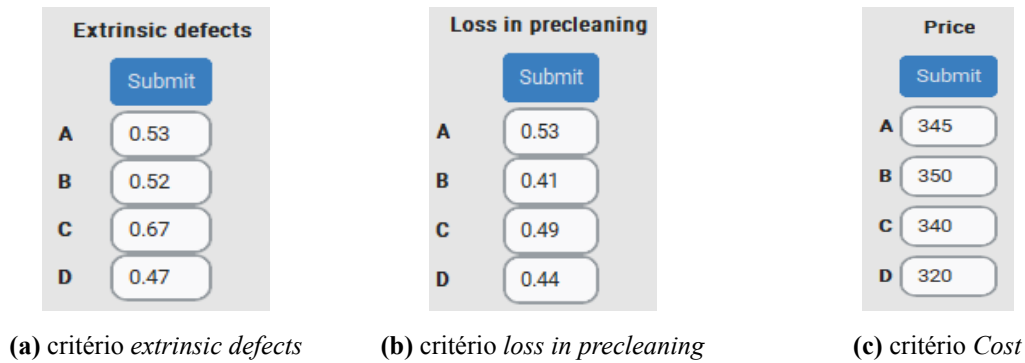 Extrinsic defects
Submit
A 0.53
B 0.52
C 0.67
D 0.47
(a) critério extrinsic defects
Loss in precleaning
Submit
A 0.53
B 0.41
C 0.49
D 0.44
(b) critério loss in precleaning
Price
Submit
A 345
B 350
C 340
D 320
(c) critério Cost